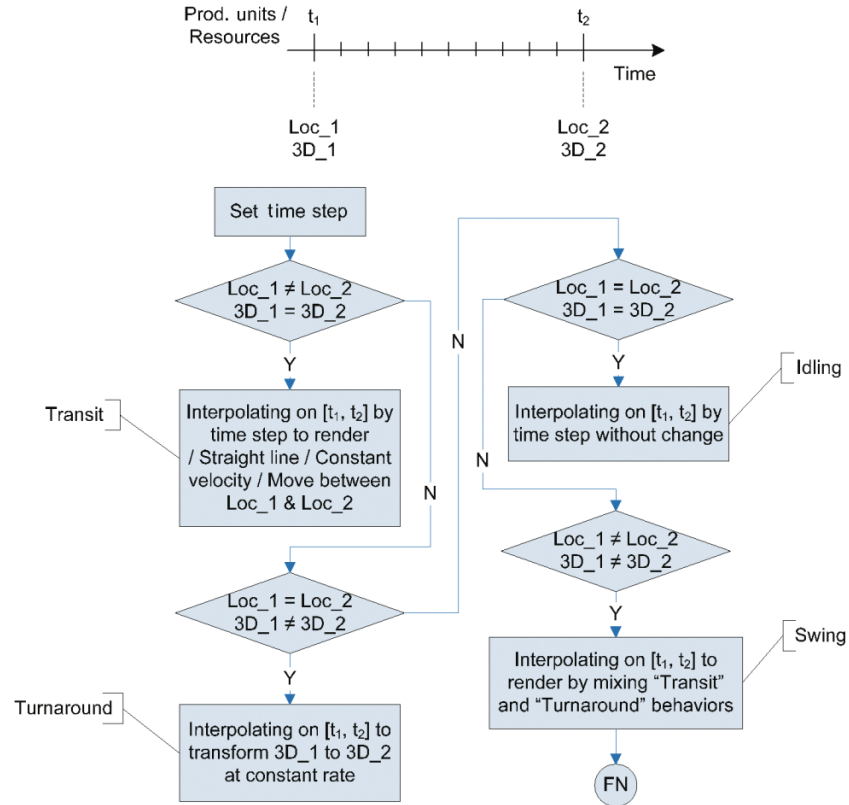 Prod. units /
Resources
t₁
t₂
Time
Loc_1
3D_1
Loc_2
3D_2
Set time step
Loc_1 ≠ Loc_2
3D_1 = 3D_2
Y
N
Transit
Interpolating on [t₁, t₂] by
time step to render
/ Straight line / Constant
velocity / Move between
Loc_1 & Loc_2
Loc_1 = Loc_2
3D_1 ≠ 3D_2
Y
N
Turnaround
Interpolating on [t₁, t₂] to
transform 3D_1 to 3D_2
at constant rate
Loc_1 = Loc_2
3D_1 = 3D_2
Y
N
Idling
Interpolating on [t₁, t₂] by
time step without change
Loc_1 ≠ Loc_2
3D_1 ≠ 3D_2
Y
Swing
Interpolating on [t₁, t₂] to
render by mixing “Transit”
and “Turnaround” behaviors
FN